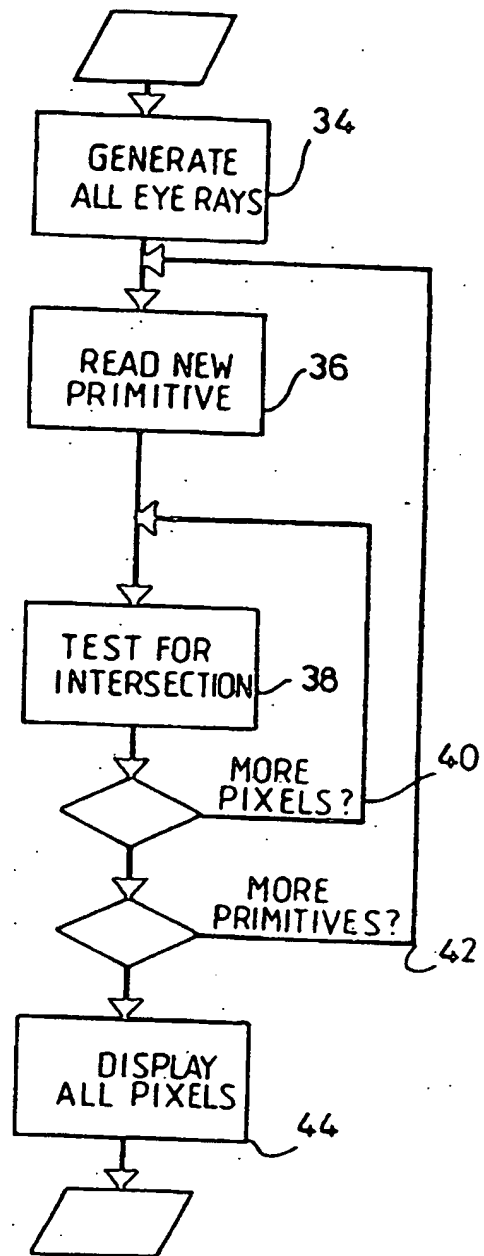 34
GENERATE
ALL EYE RAYS
READ NEW
PRIMITIVE
36
TEST FOR
INTERSECTION
38
MORE
PIXELS?
40
MORE
PRIMITIVES?
42
DISPLAY
ALL PIXELS
44